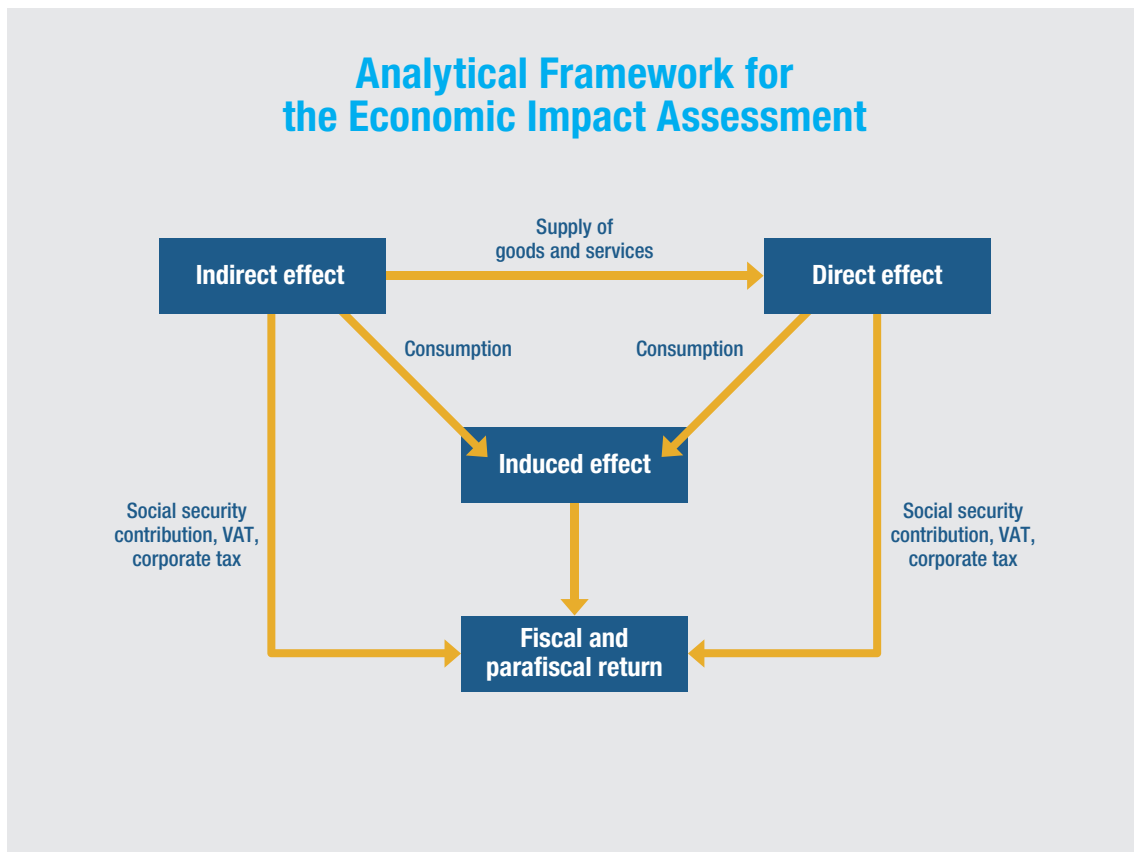 Analytical Framework for
the Economic Impact Assessment
Supply of
goods and services
Indirect effect
Direct effect
Consumption
Consumption
Induced effect
Social security
contribution, VAT,
corporate tax
Social security
contribution, VAT,
corporate tax
Fiscal and
parafiscal return